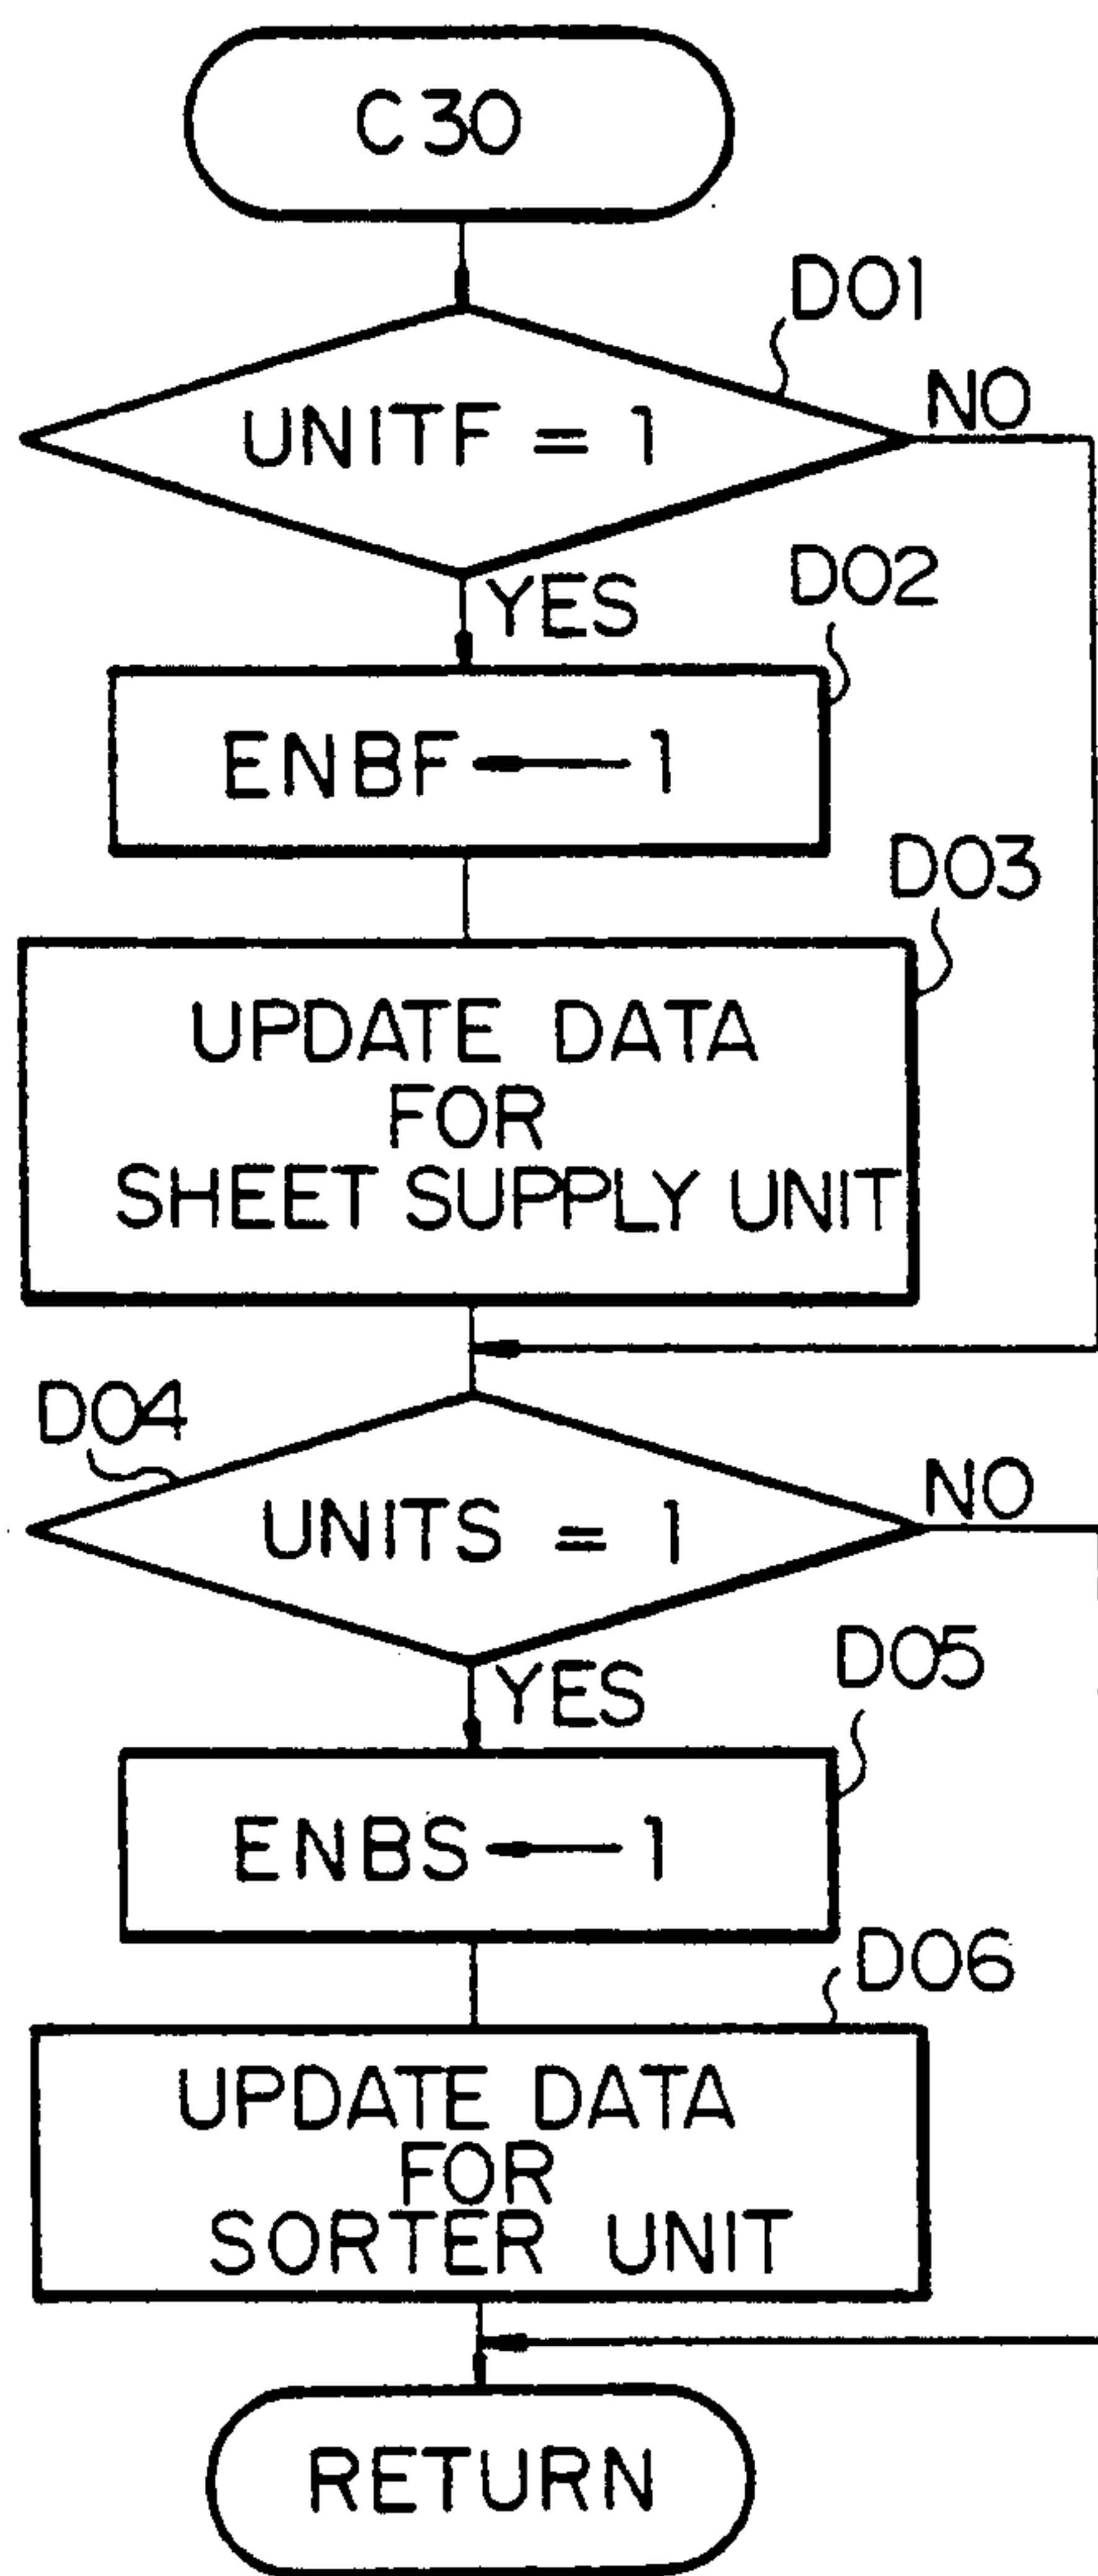 C30
D01
UNITF = 1
NO
YES
D02
ENBF ← 1
D03
UPDATE DATA
FOR
SHEET SUPPLY UNIT
D04
UNITS = 1
NO
YES
D05
ENBS ← 1
D06
UPDATE DATA
FOR
SORTER UNIT
RETURN